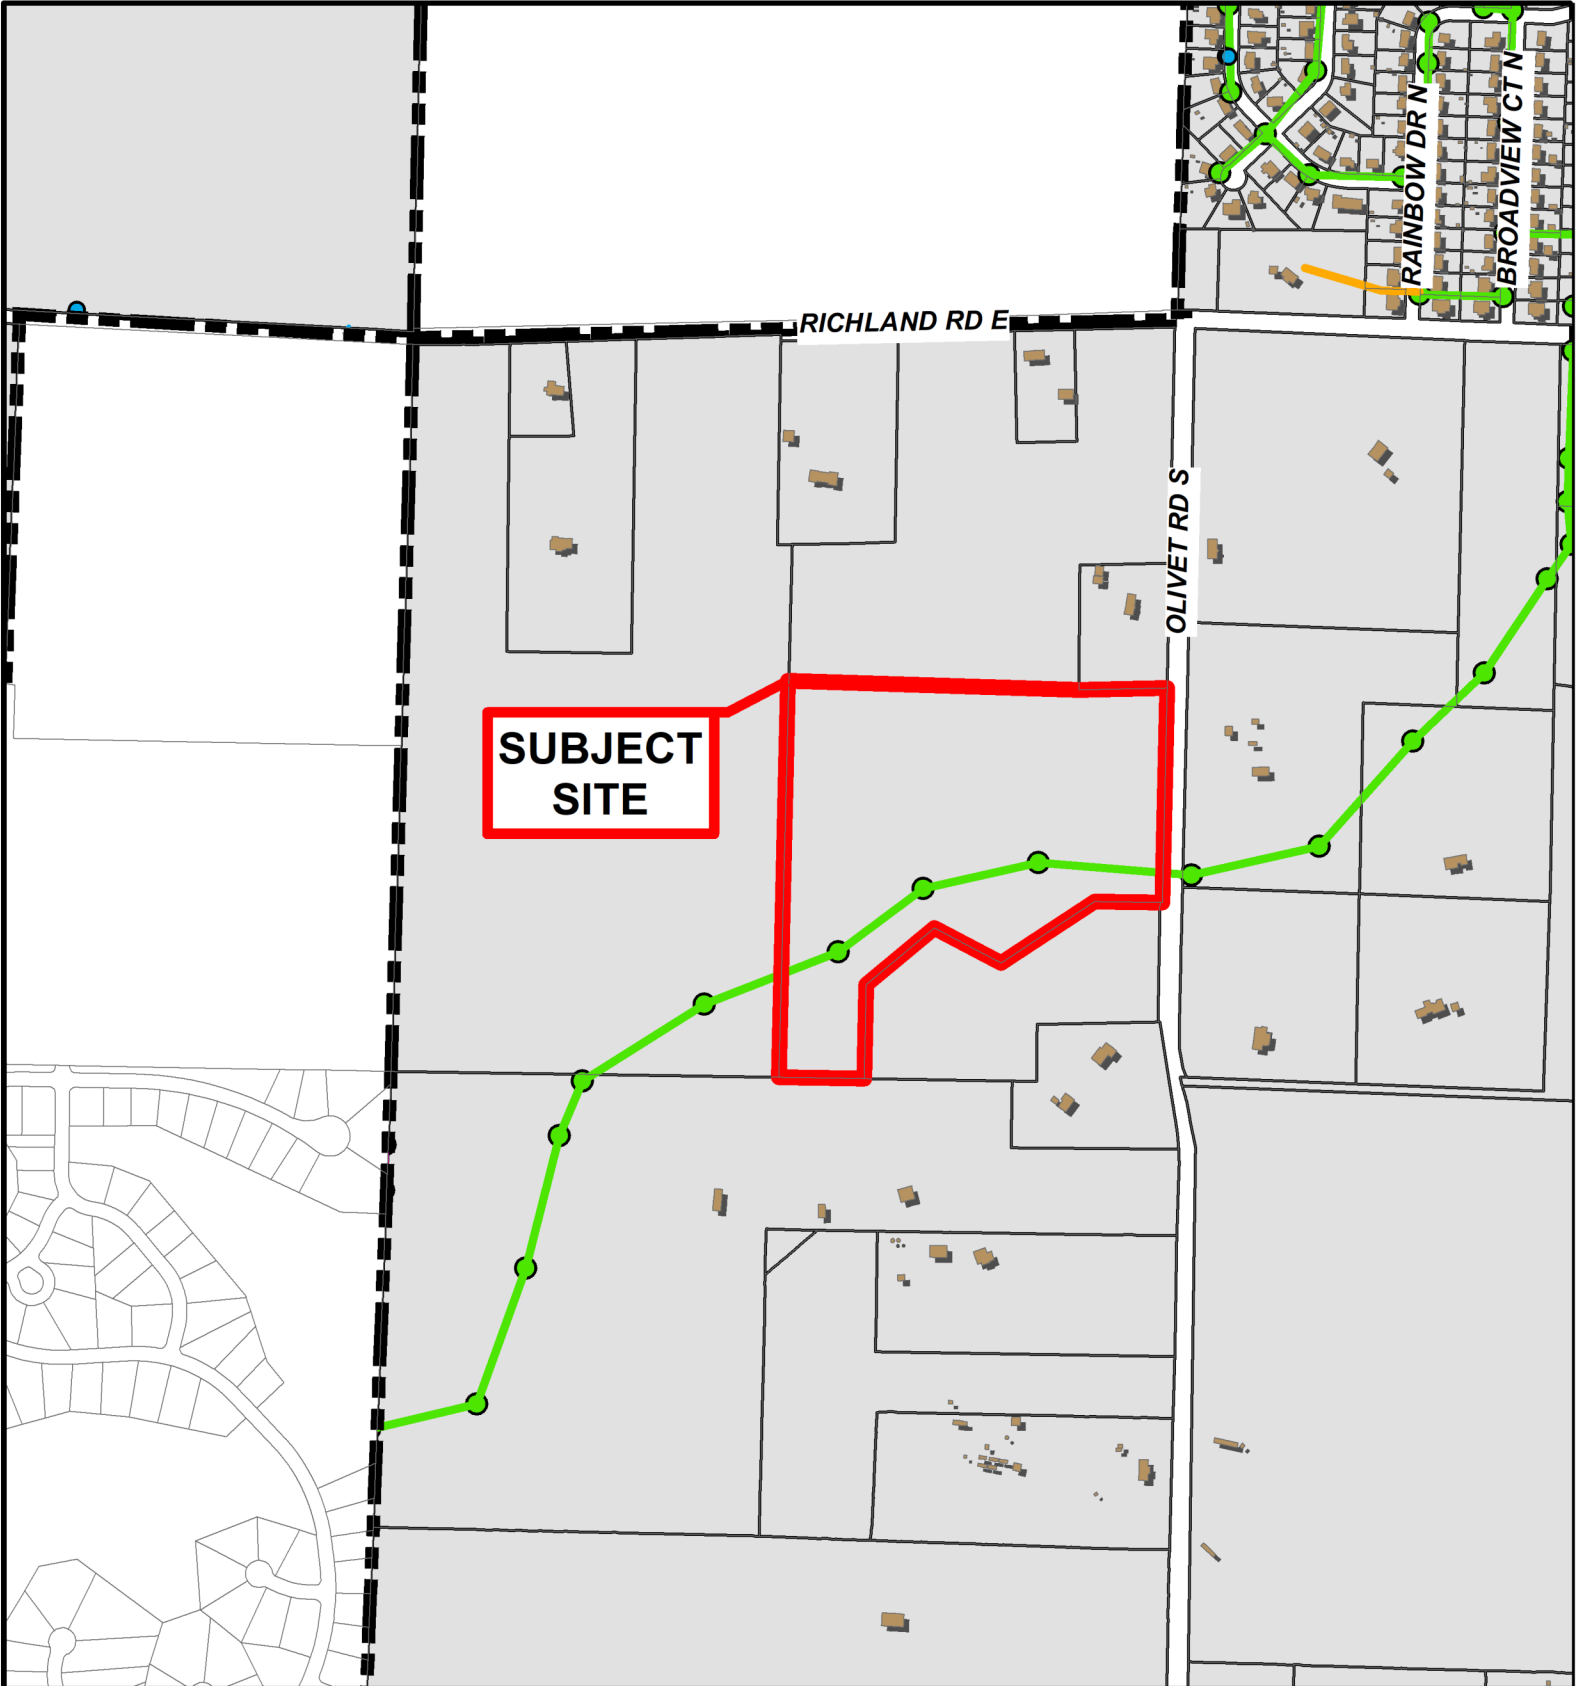 RAINBOW DR N
BROADVIEW CT N
RICHLAND RD E
OLIVET RD S
SUBJECT
SITE